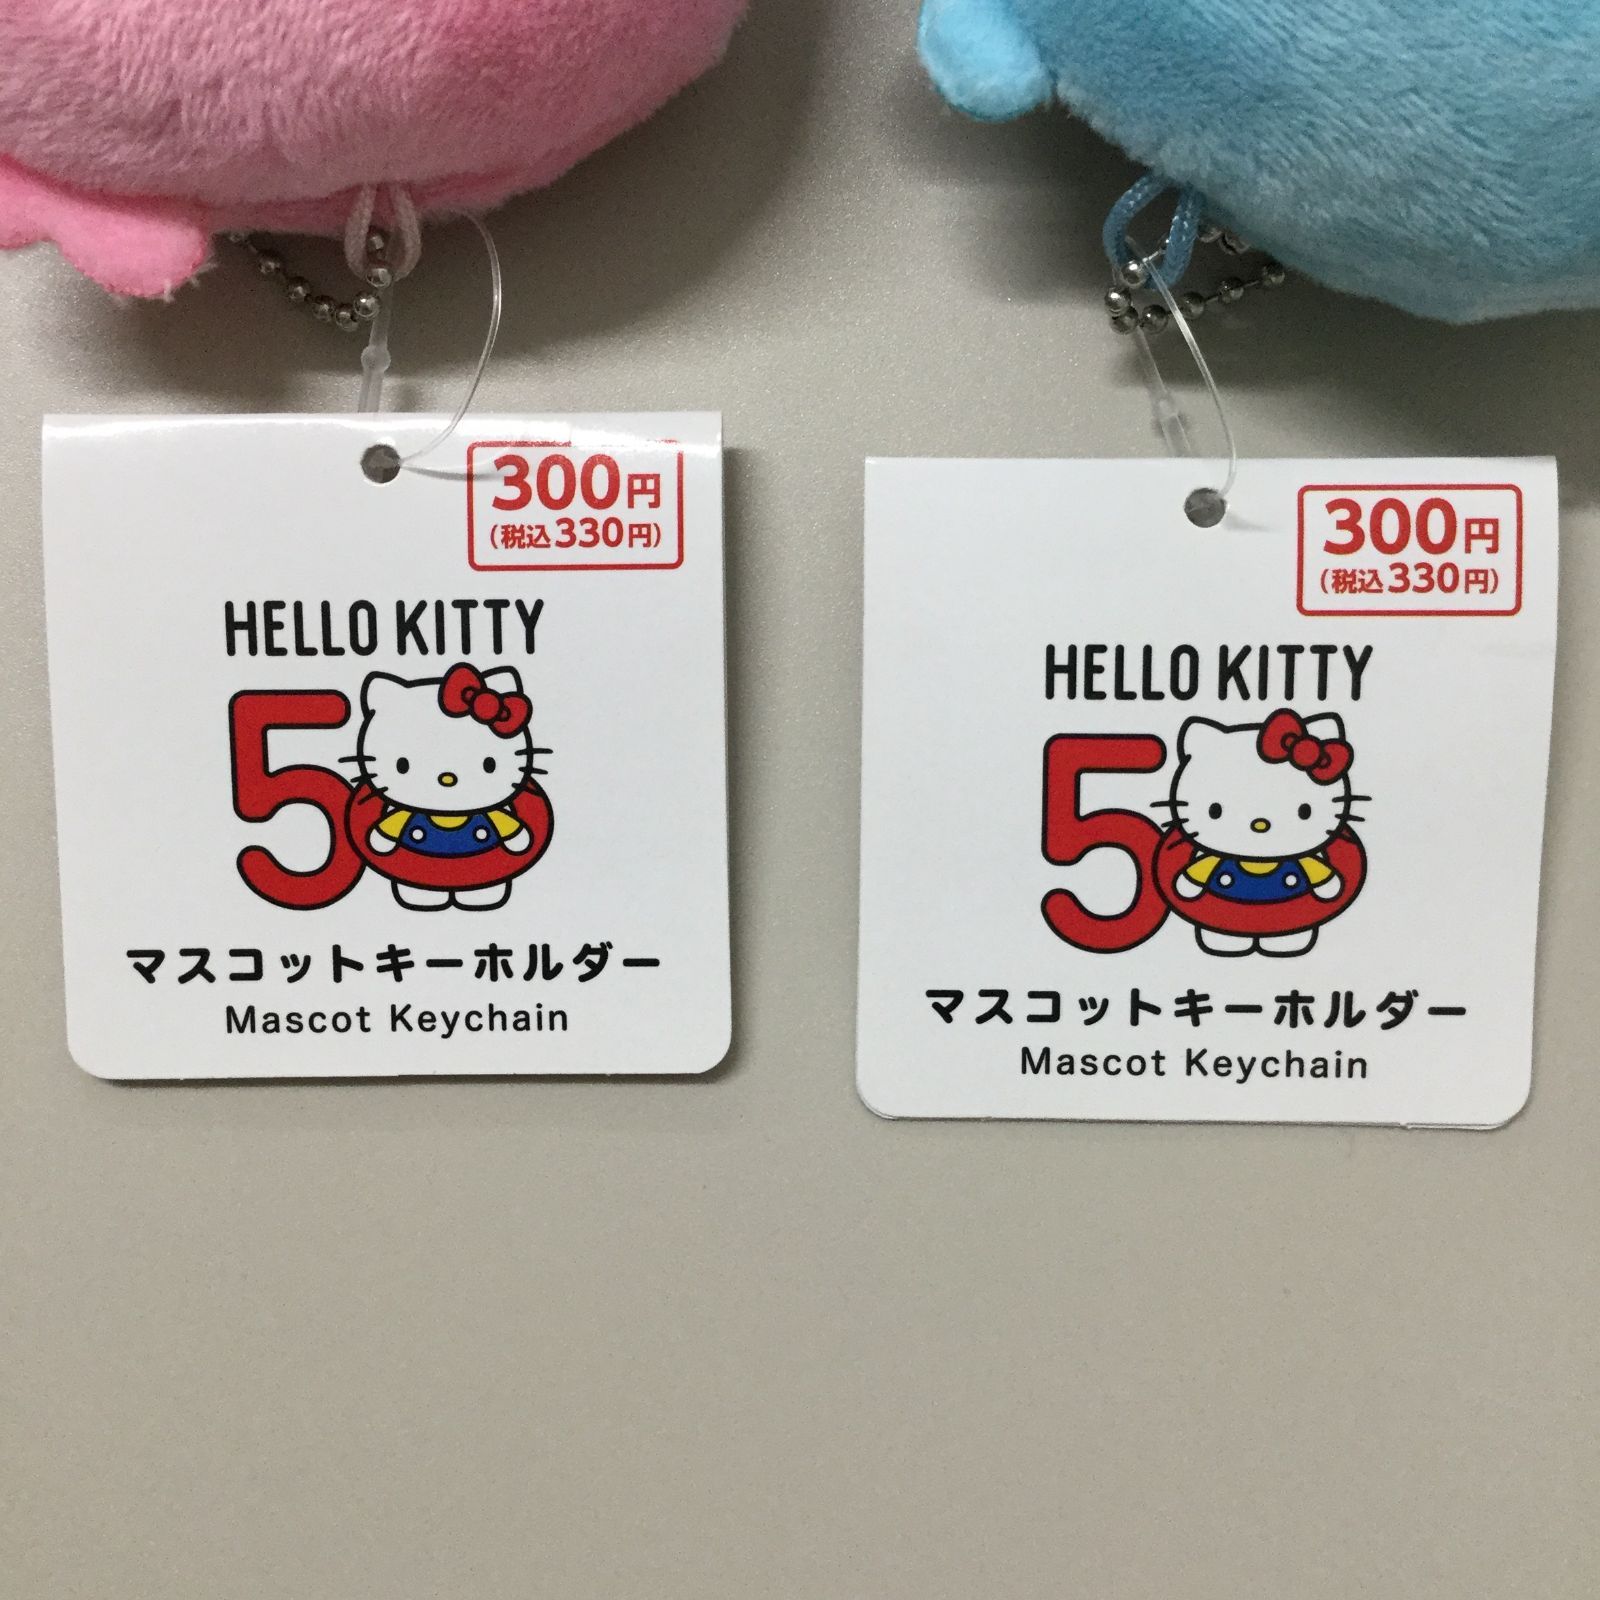 300円
(税込330円)
HELLO KITTY
50
マスコットキーホルダー
Mascot Keychain
300円
(税込330円)
HELLO KITTY
50
マスコットキーホルダー
Mascot Keychain